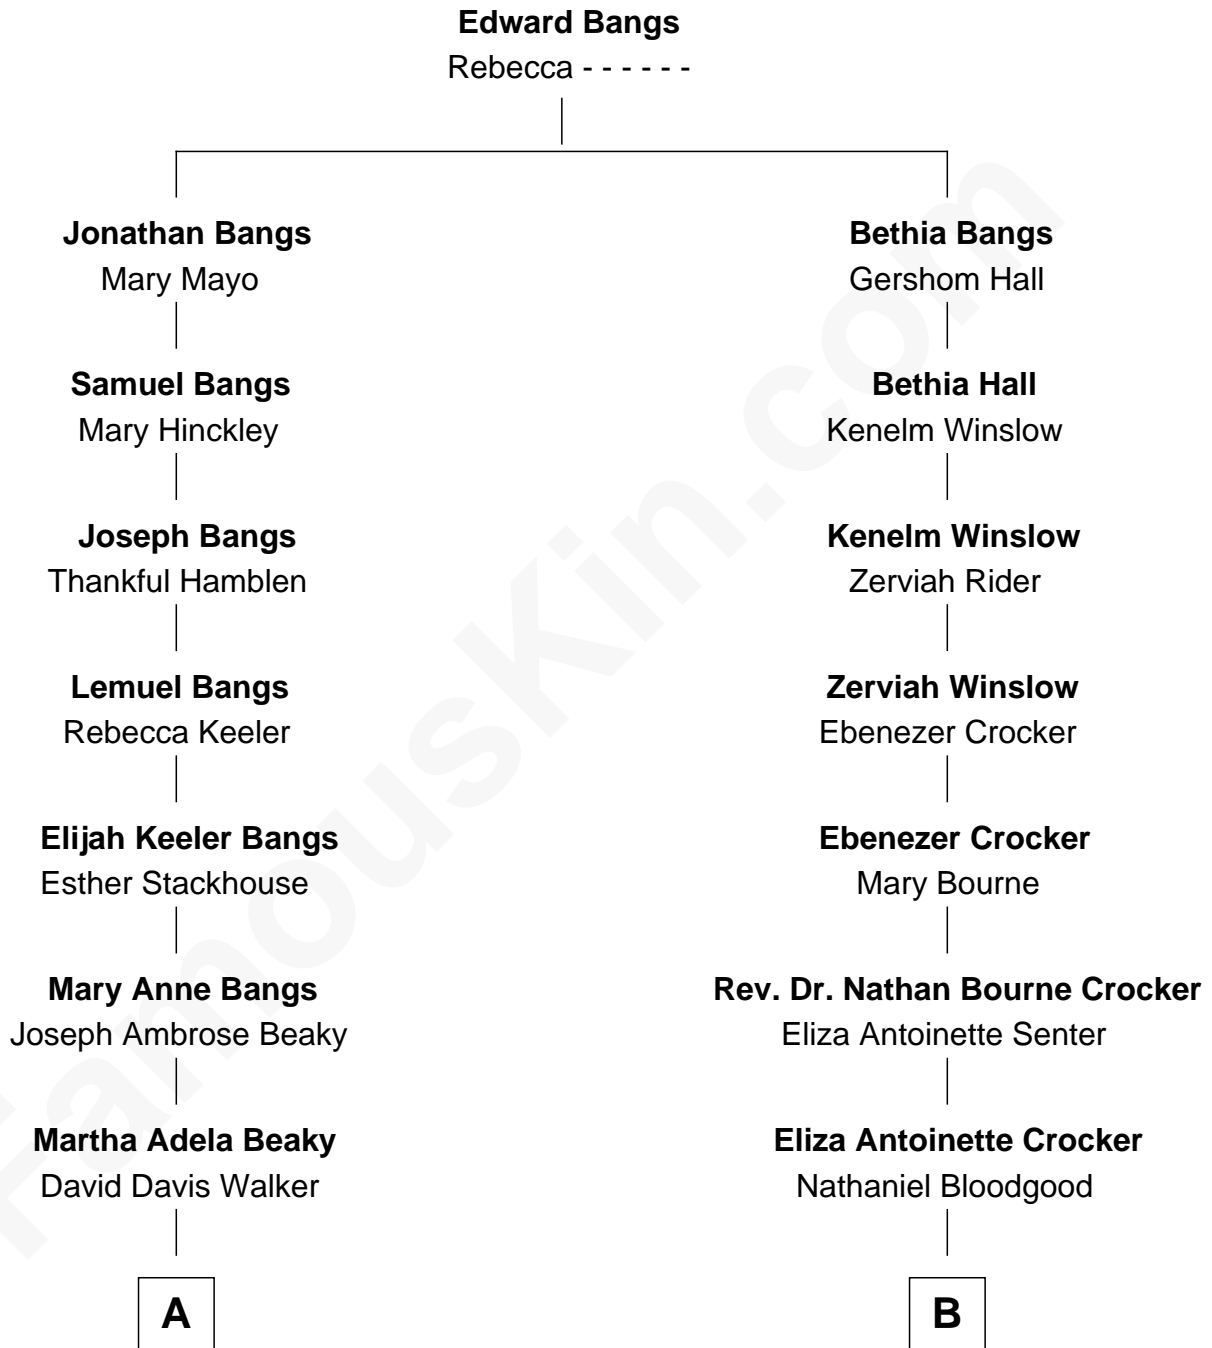 Edward Bangs
Rebecca - - - - - -
Jonathan Bangs
Mary Mayo
Bethia Bangs
Gershom Hall
Samuel Bangs
Mary Hinckley
Bethia Hall
Kenelm Winslow
Joseph Bangs
Thankful Hamblen
Kenelm Winslow
Zerviah Rider
Lemuel Bangs
Rebecca Keeler
Zerviah Winslow
Ebenezer Crocker
Elijah Keeler Bangs
Esther Stackhouse
Ebenezer Crocker
Mary Bourne
Mary Anne Bangs
Joseph Ambrose Beaky
Rev. Dr. Nathan Bourne Crocker
Eliza Antoinette Senter
Martha Adela Beaky
David Davis Walker
Eliza Antoinette Crocker
Nathaniel Bloodgood
A
B
FamousKin.com